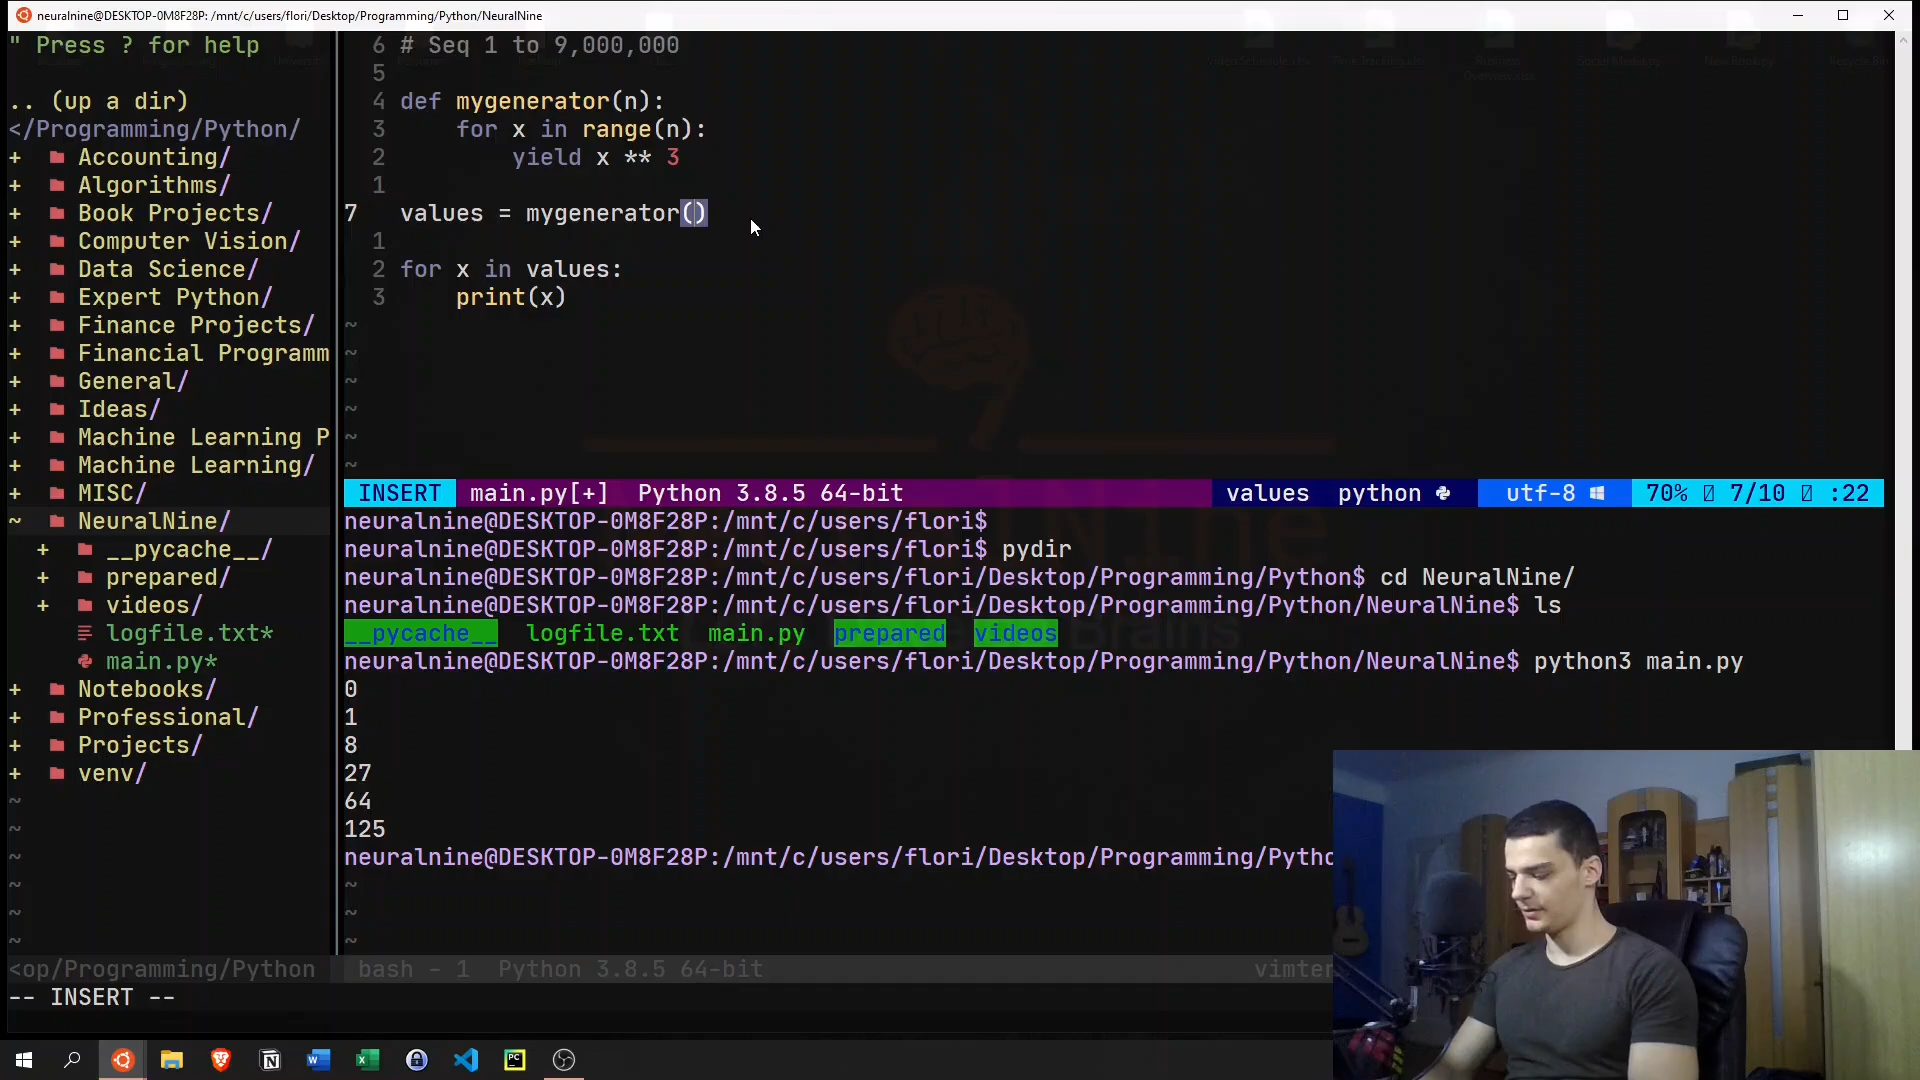 neuralnine@DESKTOP-0M8F28P: /mnt/c/users/flori/Desktop/Programming/Python/NeuralNine
" Press ? for help
.. (up a dir)
</Programming/Python/
+ Accounting/
+ Algorithms/
+ Book Projects/
+ Computer Vision/
+ Data Science/
+ Expert Python/
+ Finance Projects/
+ Financial Programm
+ General/
+ Ideas/
+ Machine Learning P
+ Machine Learning/
+ MISC/
~ NeuralNine/
+ __pycache__/
+ prepared/
+ videos/
logfile.txt*
main.py*
+ Notebooks/
+ Professional/
+ Projects/
+ venv/
~
~
~
~
~
~
<op/Programming/Python
6 # Seq 1 to 9,000,000
5
4 def mygenerator(n):
3 for x in range(n):
2 yield x ** 3
1
7 values = mygenerator()
1
2 for x in values:
3 print(x)
~
~
~
~
~
~
INSERT main.py[+] Python 3.8.5 64-bit values python utf-8 70% 7/10 :22
neuralnine@DESKTOP-0M8F28P:/mnt/c/users/flori$
neuralnine@DESKTOP-0M8F28P:/mnt/c/users/flori$ pydir
neuralnine@DESKTOP-0M8F28P:/mnt/c/users/flori/Desktop/Programming/Python$ cd NeuralNine/
neuralnine@DESKTOP-0M8F28P:/mnt/c/users/flori/Desktop/Programming/Python/NeuralNine$ ls
__pycache__ logfile.txt main.py prepared videos
neuralnine@DESKTOP-0M8F28P:/mnt/c/users/flori/Desktop/Programming/Python/NeuralNine$ python3 main.py
0
1
8
27
64
125
neuralnine@DESKTOP-0M8F28P:/mnt/c/users/flori/Desktop/Programming/Pytho
~
~
~
bash - 1 Python 3.8.5 64-bit vimter
-- INSERT --